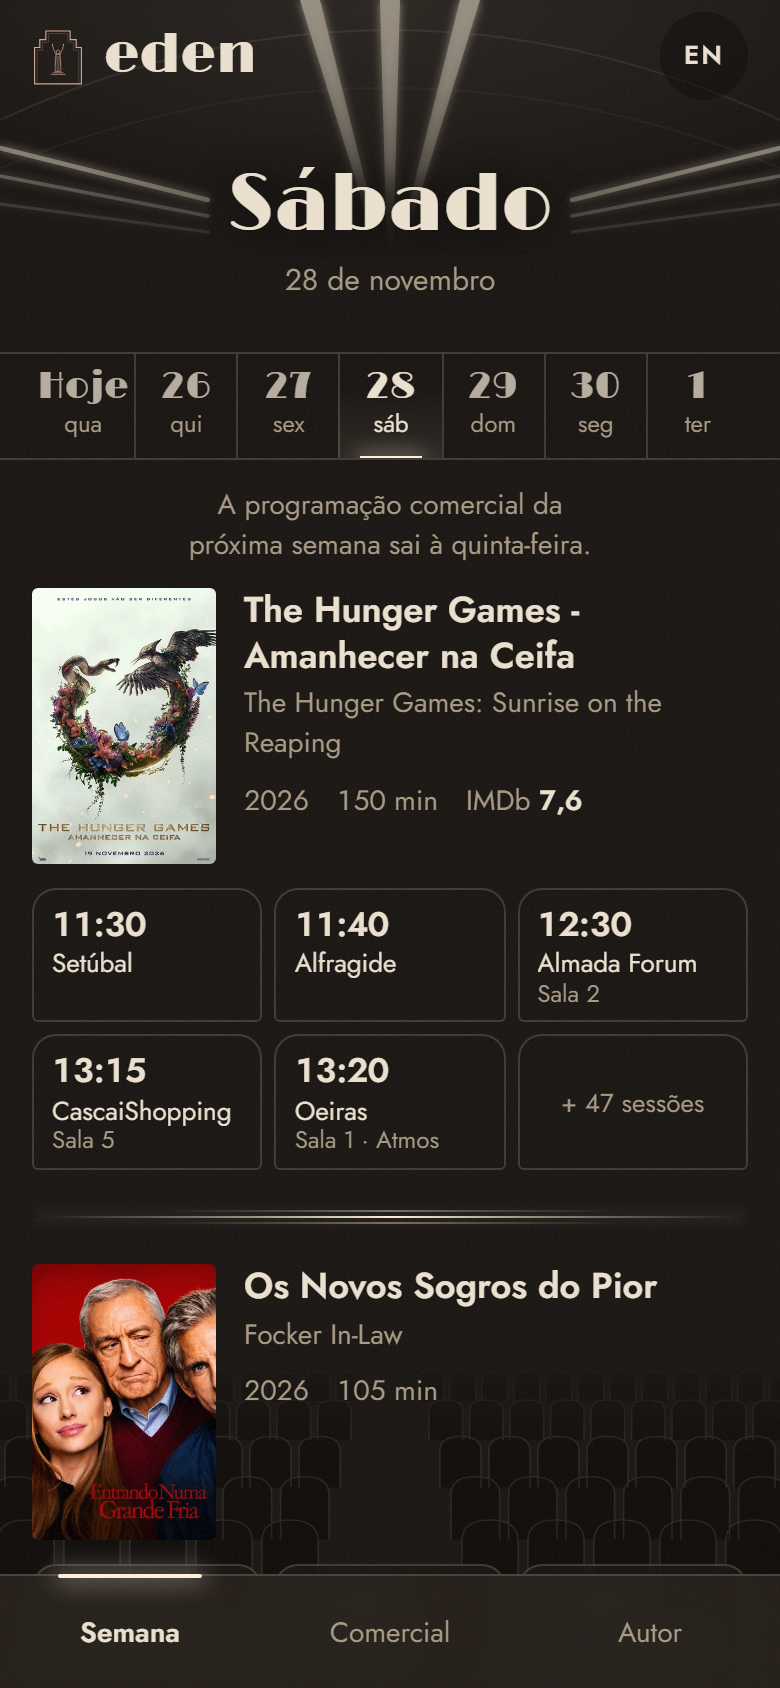 eden
EN
Sábado
28 de novembro
Hoje 26 27 28 29 30 1
qua qui sex sáb dom seg ter
A programação comercial da
próxima semana sai à quinta-feira.
ESTES JOGOS VÃO SER DIFERENTES
THE HUNGER GAMES
AMANHECER NA CEIFA
19 NOVEMBRO 2026
The Hunger Games -
Amanhecer na Ceifa
The Hunger Games: Sunrise on the
Reaping
2026 150 min IMDb 7,6
11:30
Setúbal
11:40
Alfragide
12:30
Almada Forum
Sala 2
13:15
CascaiShopping
Sala 5
13:20
Oeiras
Sala 1 · Atmos
+ 47 sessões
Entrando Numa
Grande Fria
Os Novos Sogros do Pior
Focker In-Law
2026 105 min
Semana Comercial Autor